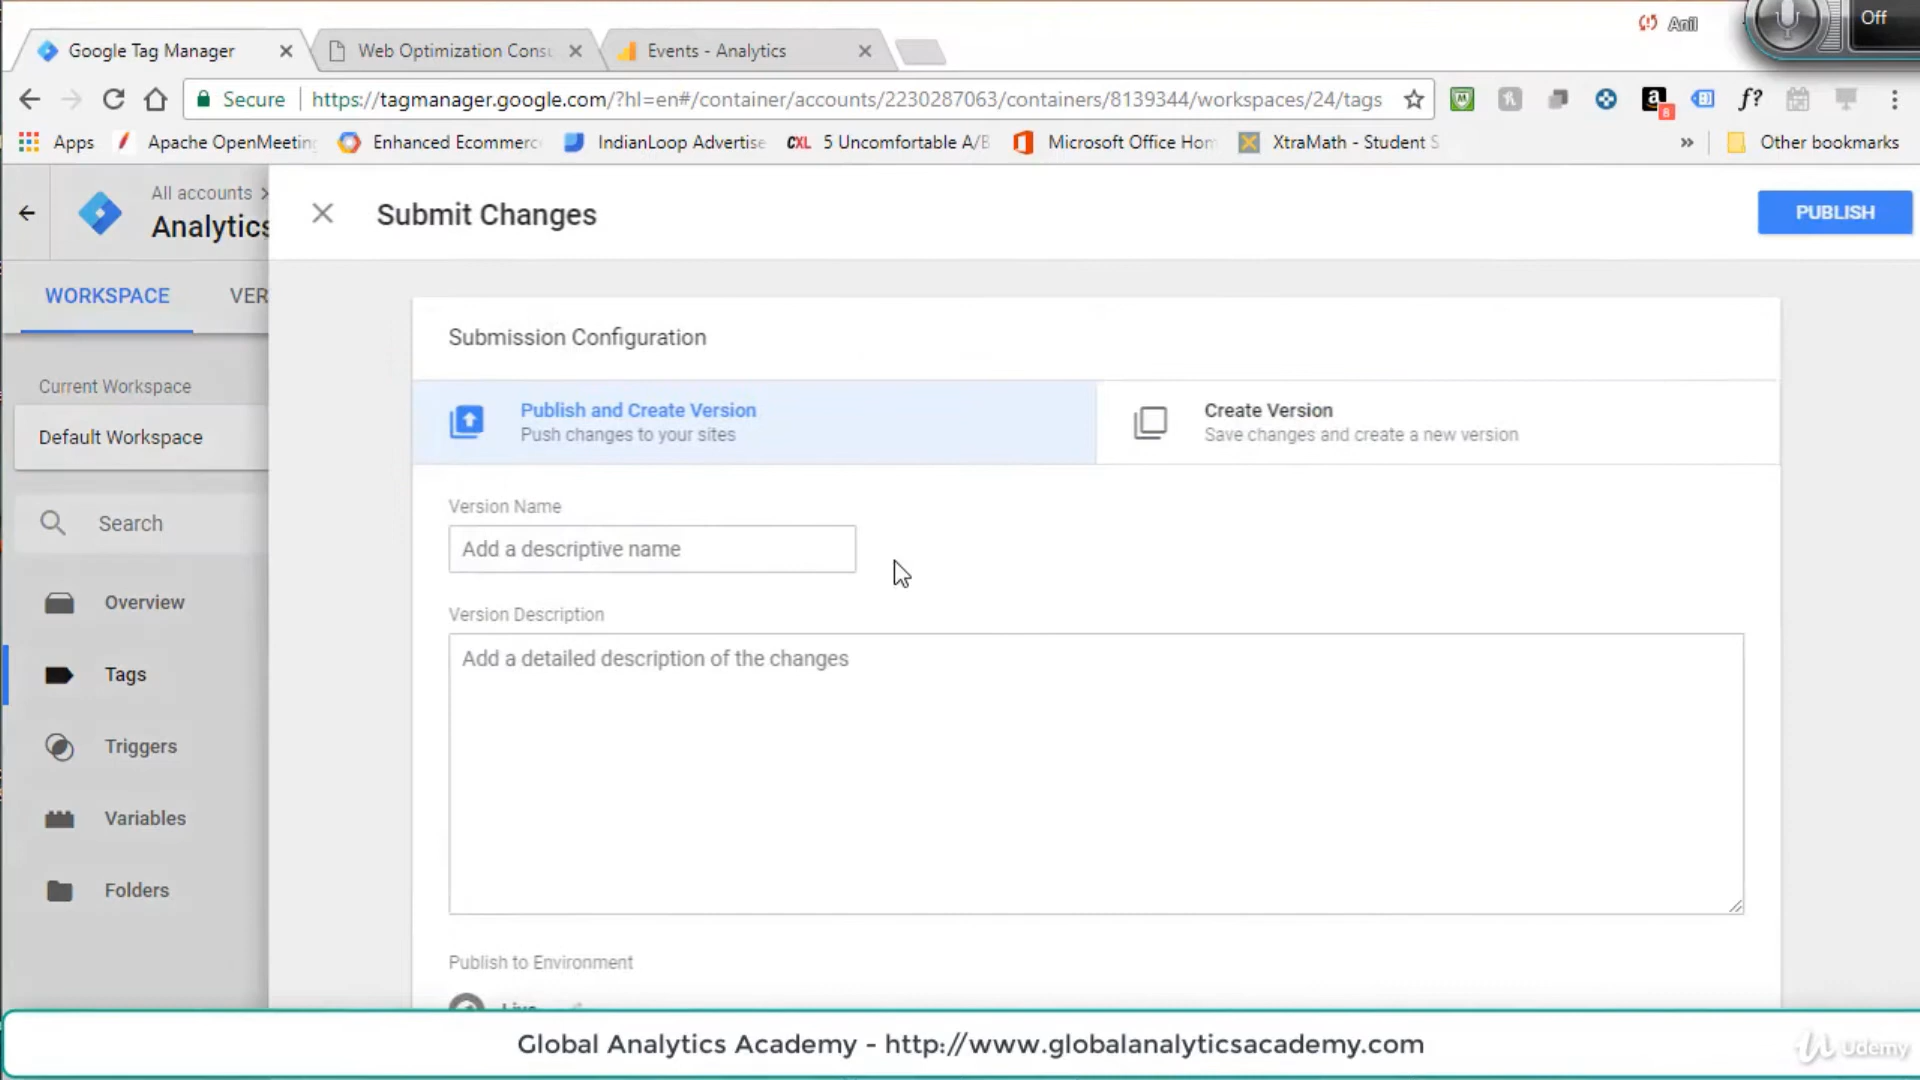 Anil
Off
Google Tag Manager
Web Optimization Cons
Events - Analytics
Secure
https://tagmanager.google.com/?hl=en#/container/accounts/2230287063/containers/8139344/workspaces/24/tags
f?
8
Apps
Apache OpenMeeting
Enhanced Ecommerc
IndianLoop Advertise
CXL 5 Uncomfortable A/B
Microsoft Office Hom
XtraMath - Student S
»
Other bookmarks
All accounts >
Analytics
Submit Changes
PUBLISH
WORKSPACE
VER
Submission Configuration
Current Workspace
Default Workspace
Publish and Create Version
Push changes to your sites
Create Version
Save changes and create a new version
Version Name
Add a descriptive name
Search
Version Description
Add a detailed description of the changes
Overview
Tags
Triggers
Variables
Folders
Publish to Environment
Live
Global Analytics Academy - http://www.globalanalyticsacademy.com
Udemy